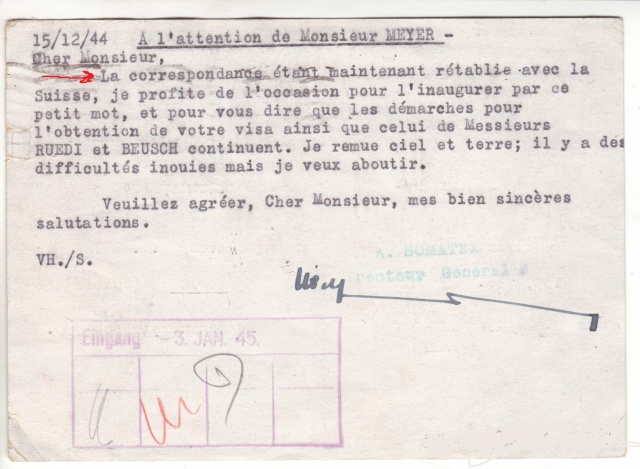 15/12/44 À l'attention de Monsieur MEYER -
Cher Monsieur,
La correspondance étant maintenant rétablie avec la
Suisse, je profite de l'occasion pour l'inaugurer par ce
petit mot, et pour vous dire que les démarches pour
l'obtention de votre visa ainsi que celui de Messieurs
RUEDI et BEUSCH continuent. Je remue ciel et terre; il y a des
difficultés inouies mais je veux aboutir.
Veuillez agréer, Cher Monsieur, mes bien sincères
salutations.
VH./S.
A.
Directeur Général
Eingang -3. JAN. 45.